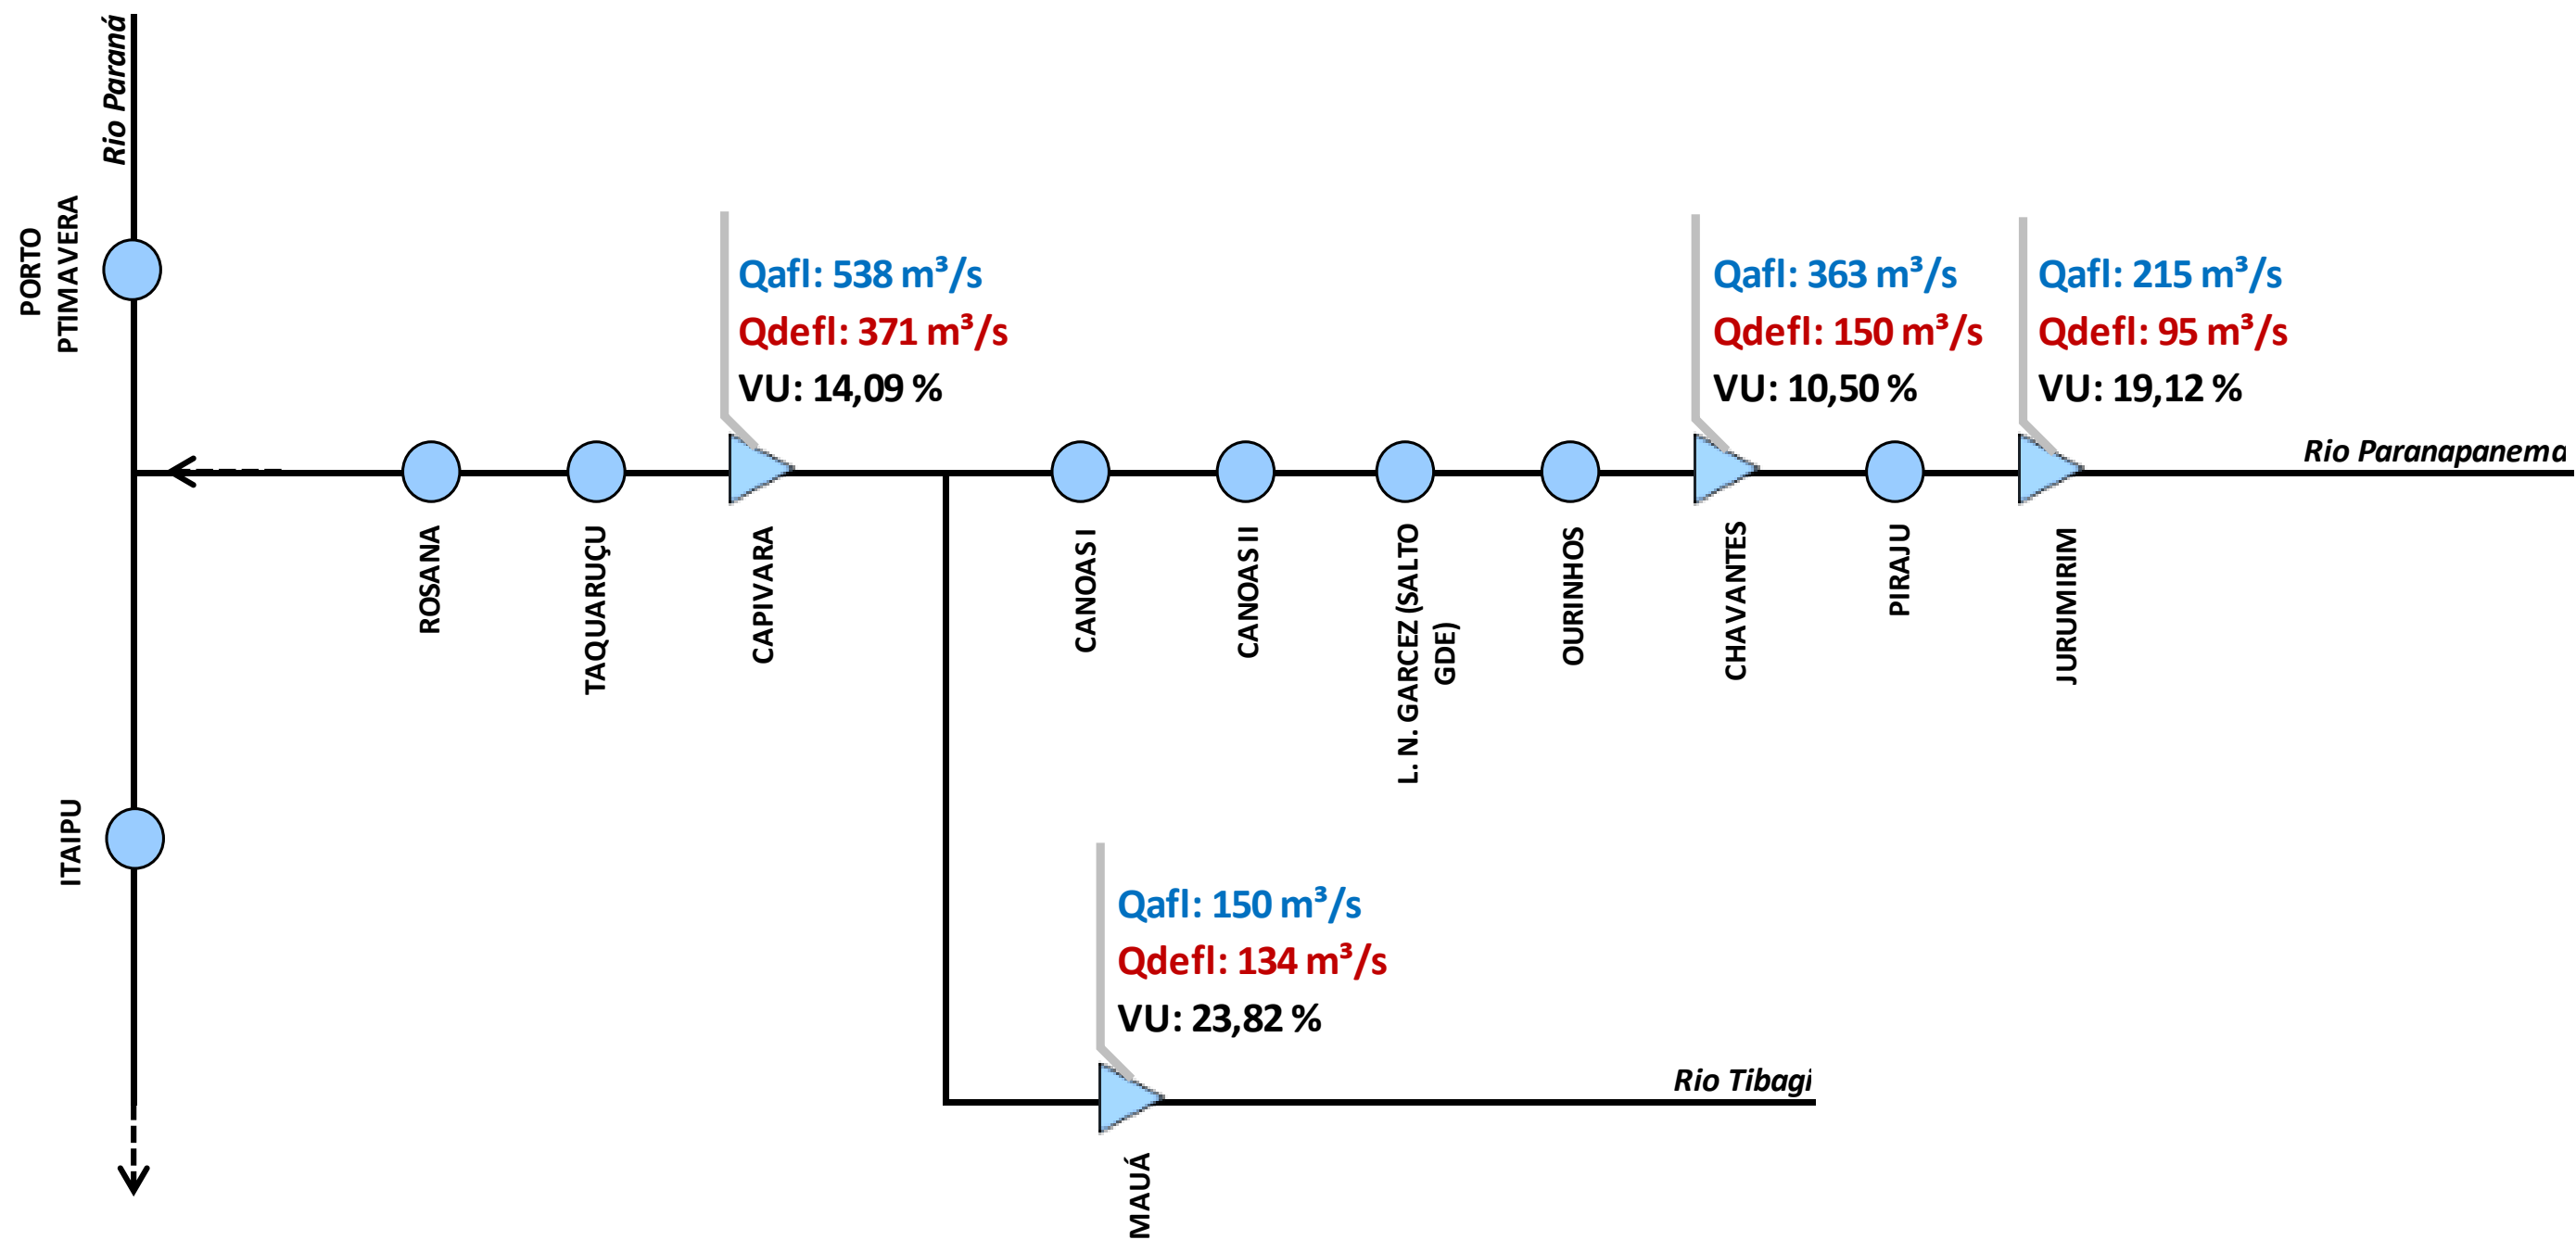 Rio Paraná
PORTO
PTIMAVERA
Qafl: 538 m³/s
Qdefl: 371 m³/s
VU: 14,09 %
Qafl: 363 m³/s
Qdefl: 150 m³/s
VU: 10,50 %
Qafl: 215 m³/s
Qdefl: 95 m³/s
VU: 19,12 %
Rio Paranapanema
ROSANA
TAQUARUÇU
CAPIVARA
CANOAS I
CANOAS II
L. N. GARCEZ (SALTO
GDE)
OURINHOS
CHAVANTES
PIRAJU
JURUMIRIM
ITAIPU
Qafl: 150 m³/s
Qdefl: 134 m³/s
VU: 23,82 %
Rio Tibagi
MAUÁ